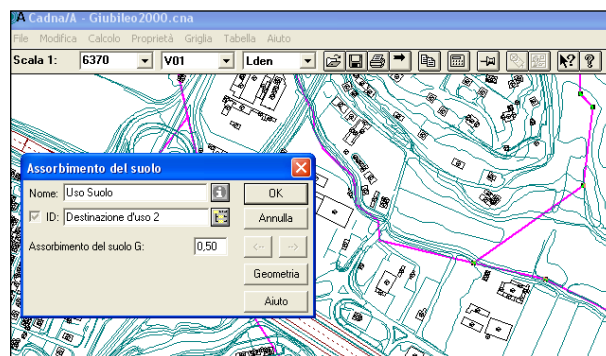 Cadna/A - Giubileo2000.cna
File Modifica Calcolo Proprietà Griglia Tabella Aiuto
Scala 1: 6370 V01 Lden
Assorbimento del suolo
Nome: Uso Suolo OK
ID: Destinazione d'uso 2 Annulla
Assorbimento del suolo G: 0,50 <-- -->
Geometria
Aiuto